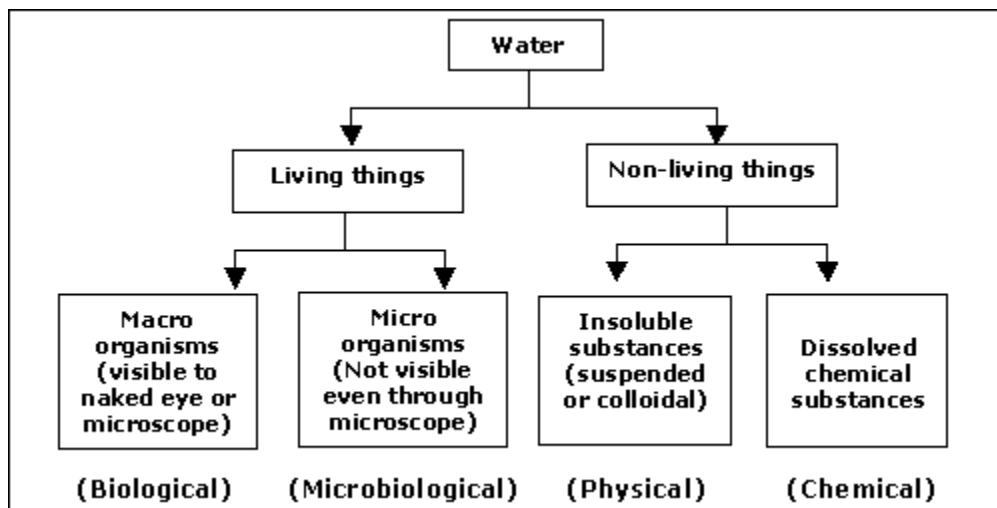 Water
Living things
Non-living things
Macro
organisms
(visible to
naked eye or
microscope)
Micro
organisms
(Not visible
even through
microscope)
Insoluble
substances
(suspended
or colloidal)
Dissolved
chemical
substances
(Biological)
(Microbiological)
(Physical)
(Chemical)